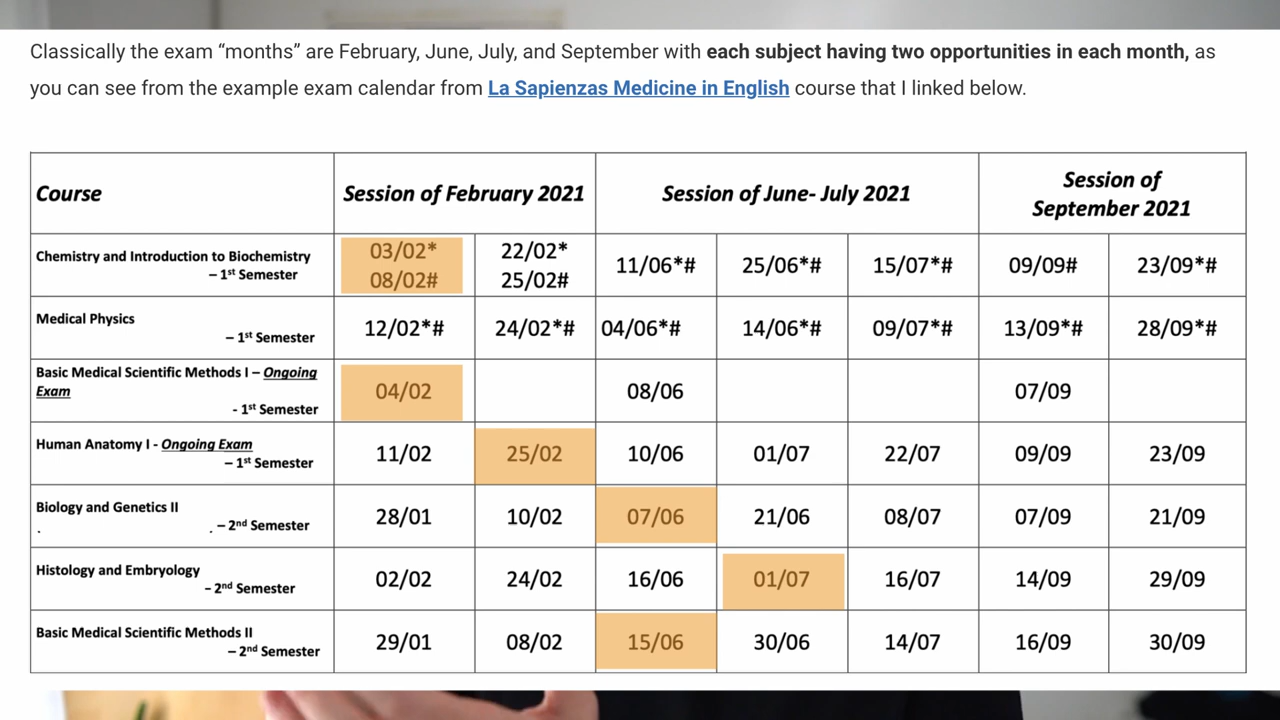 Classically the exam “months” are February, June, July, and September with each subject having two opportunities in each month, as
you can see from the example exam calendar from La Sapienzas Medicine in English course that I linked below.
Course
Session of February 2021
Session of June- July 2021
Session of
September 2021
Chemistry and Introduction to Biochemistry
– 1st Semester
03/02*
08/02#
22/02*
25/02#
11/06*#
25/06*#
15/07*#
09/09#
23/09*#
Medical Physics
– 1st Semester
12/02*#
24/02*#
04/06*#
14/06*#
09/07*#
13/09*#
28/09*#
Basic Medical Scientific Methods I – Ongoing
Exam
- 1st Semester
04/02
08/06
07/09
Human Anatomy I - Ongoing Exam
– 1st Semester
11/02
25/02
10/06
01/07
22/07
09/09
23/09
Biology and Genetics II
. . – 2nd Semester
28/01
10/02
07/06
21/06
08/07
07/09
21/09
Histology and Embryology
– 2nd Semester
02/02
24/02
16/06
01/07
16/07
14/09
29/09
Basic Medical Scientific Methods II
– 2nd Semester
29/01
08/02
15/06
30/06
14/07
16/09
30/09